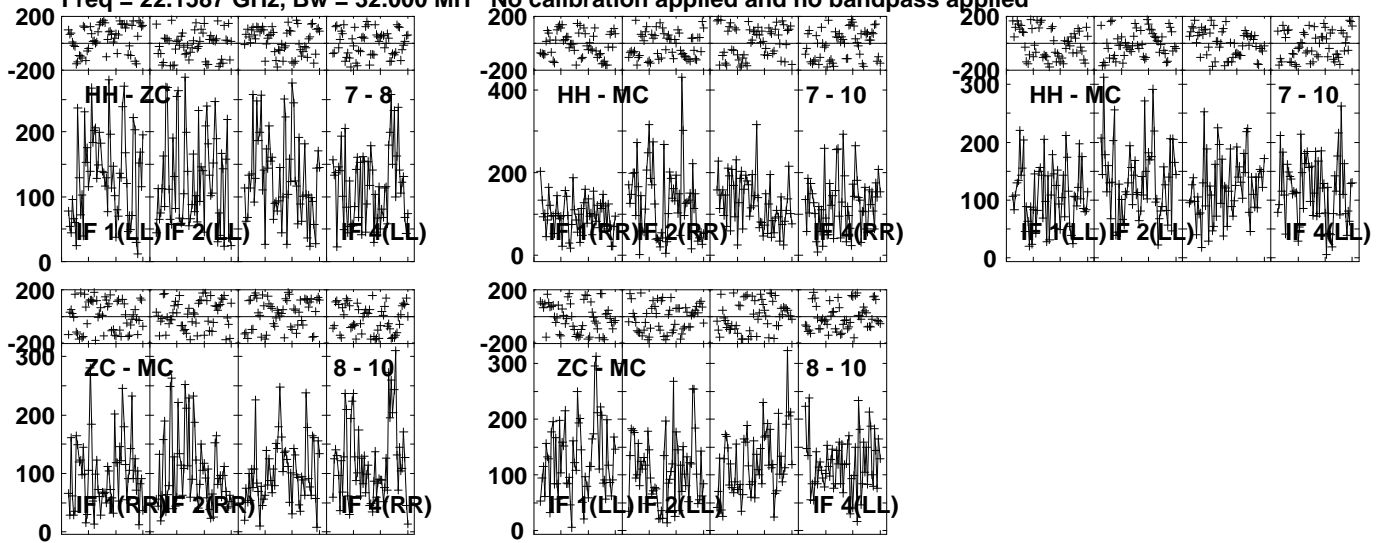 Freq = 22.1587 GHz, Bw = 32.000 MH No calibration applied and no bandpass applied
200
-200
200
100
0
HH - ZC
7 - 8
IF 1(LL)
IF 2(LL)
IF 4(LL)
200
-200
400
200
0
HH - MC
7 - 10
IF 1(RR)
IF 2(RR)
IF 4(RR)
200
-200
300
200
100
0
HH - MC
7 - 10
IF 1(LL)
IF 2(LL)
IF 4(LL)
200
-200
300
200
100
0
ZC - MC
8 - 10
IF 1(RR)
IF 2(RR)
IF 4(RR)
200
-200
300
200
100
0
ZC - MC
8 - 10
IF 1(LL)
IF 2(LL)
IF 4(LL)